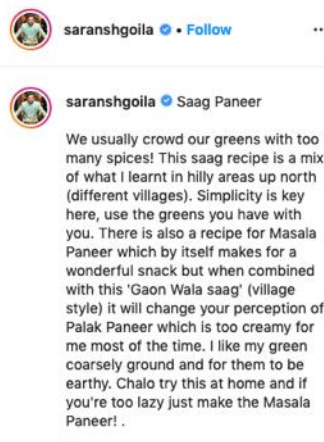 saranshgoila • Follow ..
saranshgoila Saag Paneer
We usually crowd our greens with too
many spices! This saag recipe is a mix
of what I learnt in hilly areas up north
(different villages). Simplicity is key
here, use the greens you have with
you. There is also a recipe for Masala
Paneer which by itself makes for a
wonderful snack but when combined
with this 'Gaon Wala saag' (village
style) it will change your perception of
Palak Paneer which is too creamy for
me most of the time. I like my green
coarsely ground and for them to be
earthy. Chalo try this at home and if
you're too lazy just make the Masala
Paneer! .